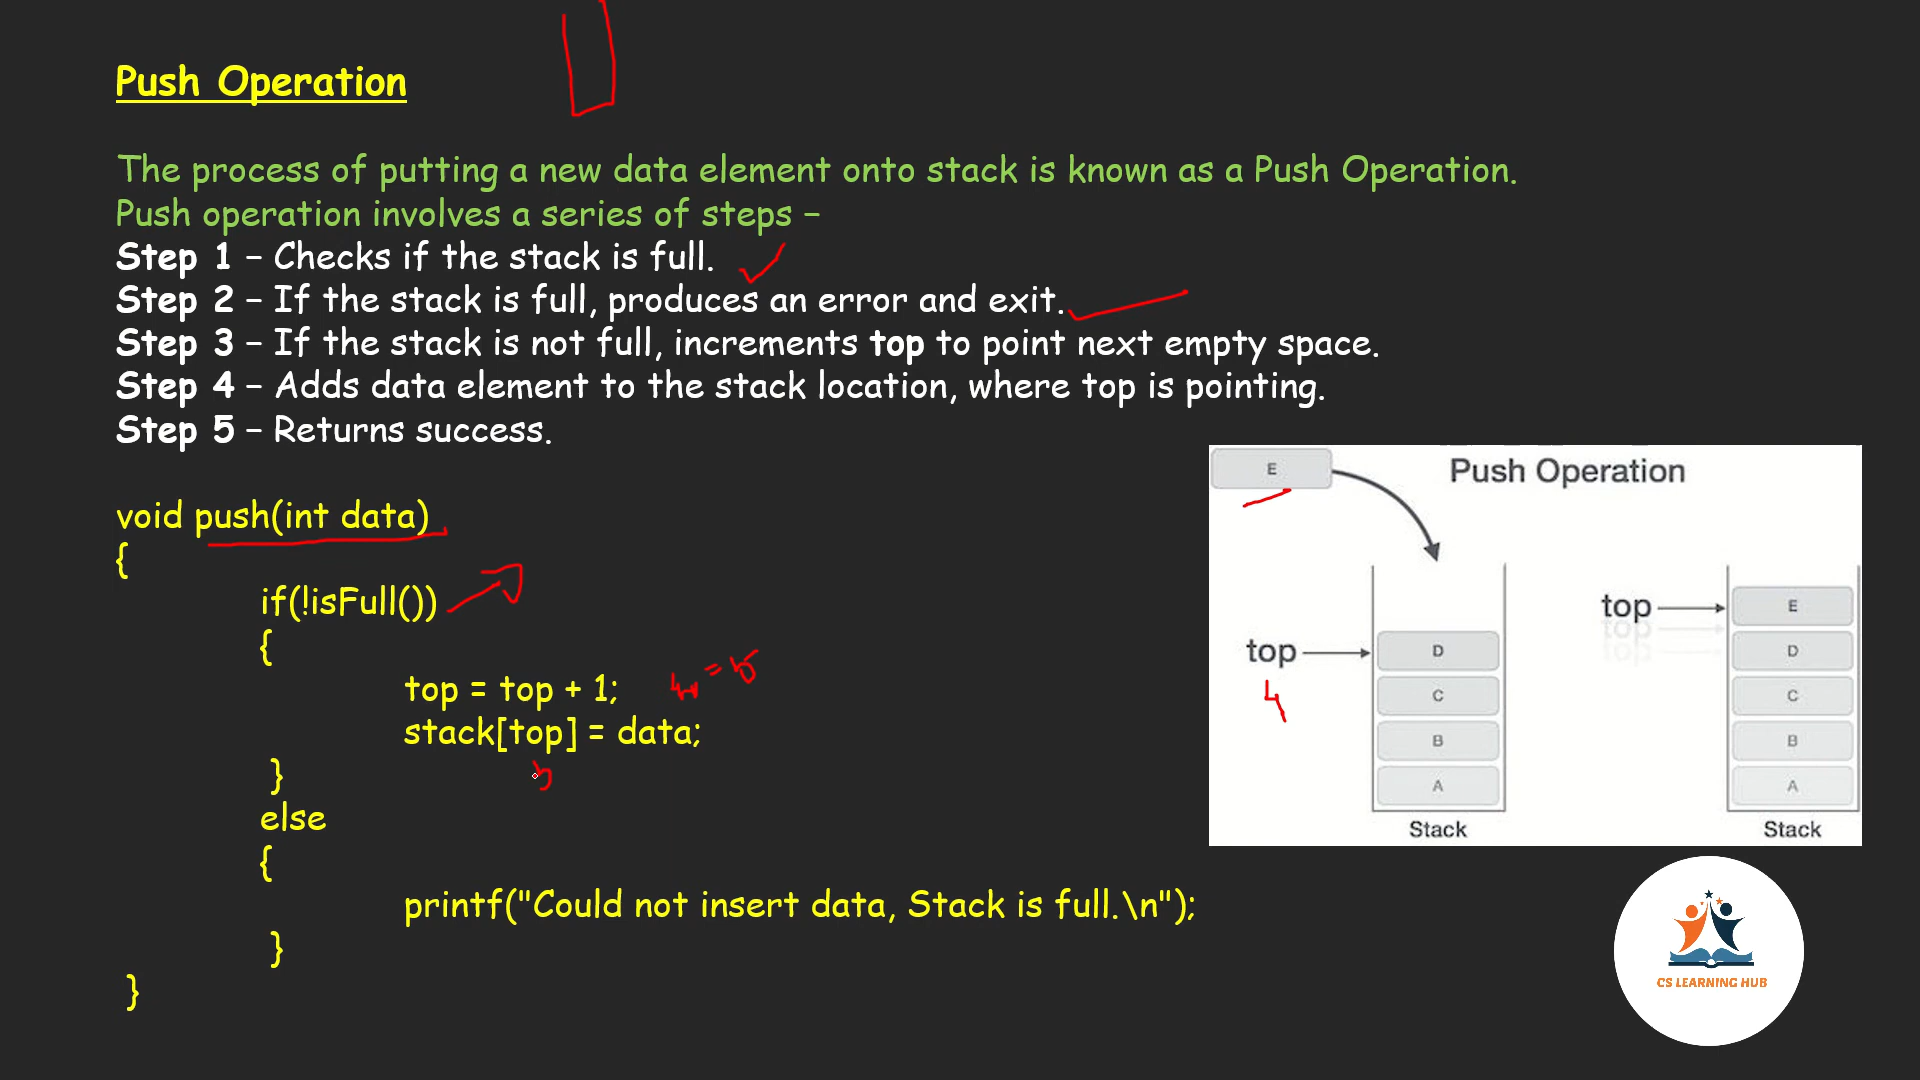 Push Operation
The process of putting a new data element onto stack is known as a Push Operation.
Push operation involves a series of steps –
Step 1 – Checks if the stack is full.
Step 2 – If the stack is full, produces an error and exit.
Step 3 – If the stack is not full, increments top to point next empty space.
Step 4 – Adds data element to the stack location, where top is pointing.
Step 5 – Returns success.
void push(int data)
{
if(!isFull())
{
top = top + 1;
stack[top] = data;
5
}
else
{
printf("Could not insert data, Stack is full.\n");
}
}
E
Push Operation
top
4
D
C
B
A
Stack
top
top
top
E
D
C
B
A
Stack
CS LEARNING HUB